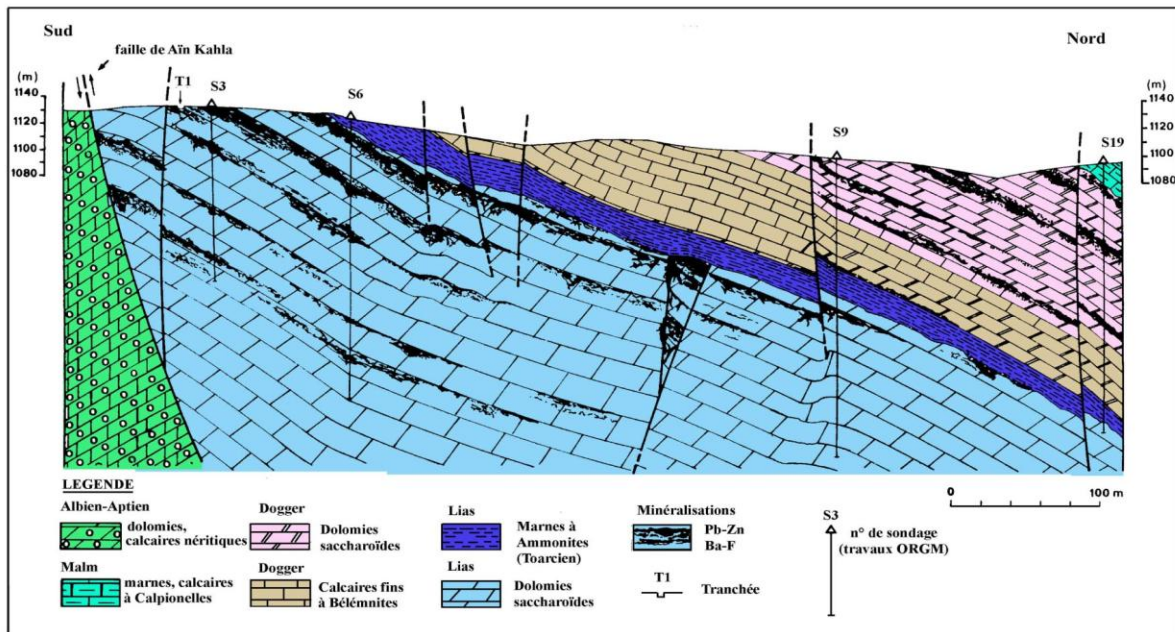 Sud
Nord
faille de Aïn Kahla
(m)
1140
1120
1100
1080
T1
S3
S6
S9
S19
(m)
1140
1120
1100
1080
0 100 m
LEGENDE
Albien-Aptien
dolomies,
calcaires néritiques
Malm
marnes, calcaires
à Calpionelles
Dogger
Dolomies
saccharoïdes
Dogger
Calcaires fins
à Bélémnites
Lias
Marnes à
Ammonites
(Toarcien)
Lias
Dolomies
saccharoïdes
Minéralisations
Pb-Zn
Ba-F
T1
Tranchée
S3
n° de sondage
(travaux ORGM)